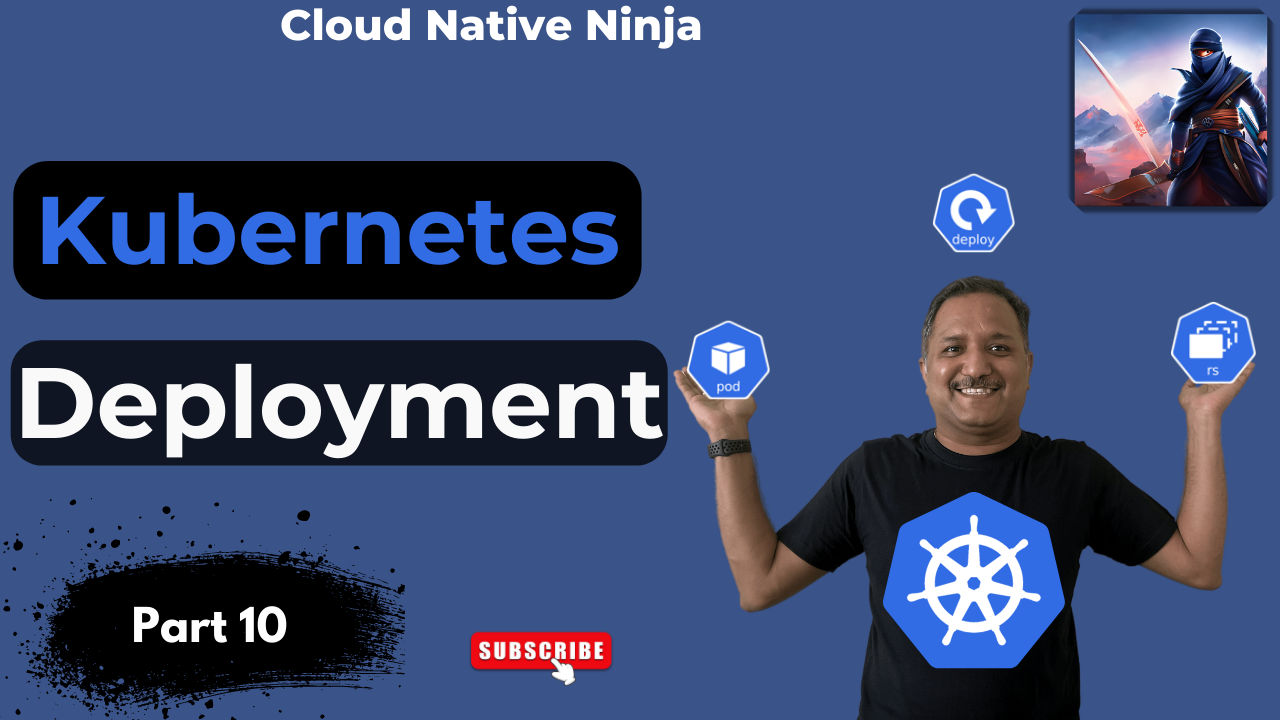 Cloud Native Ninja
Kubernetes
deploy
pod
rs
Deployment
Part 10
SUBSCRIBE